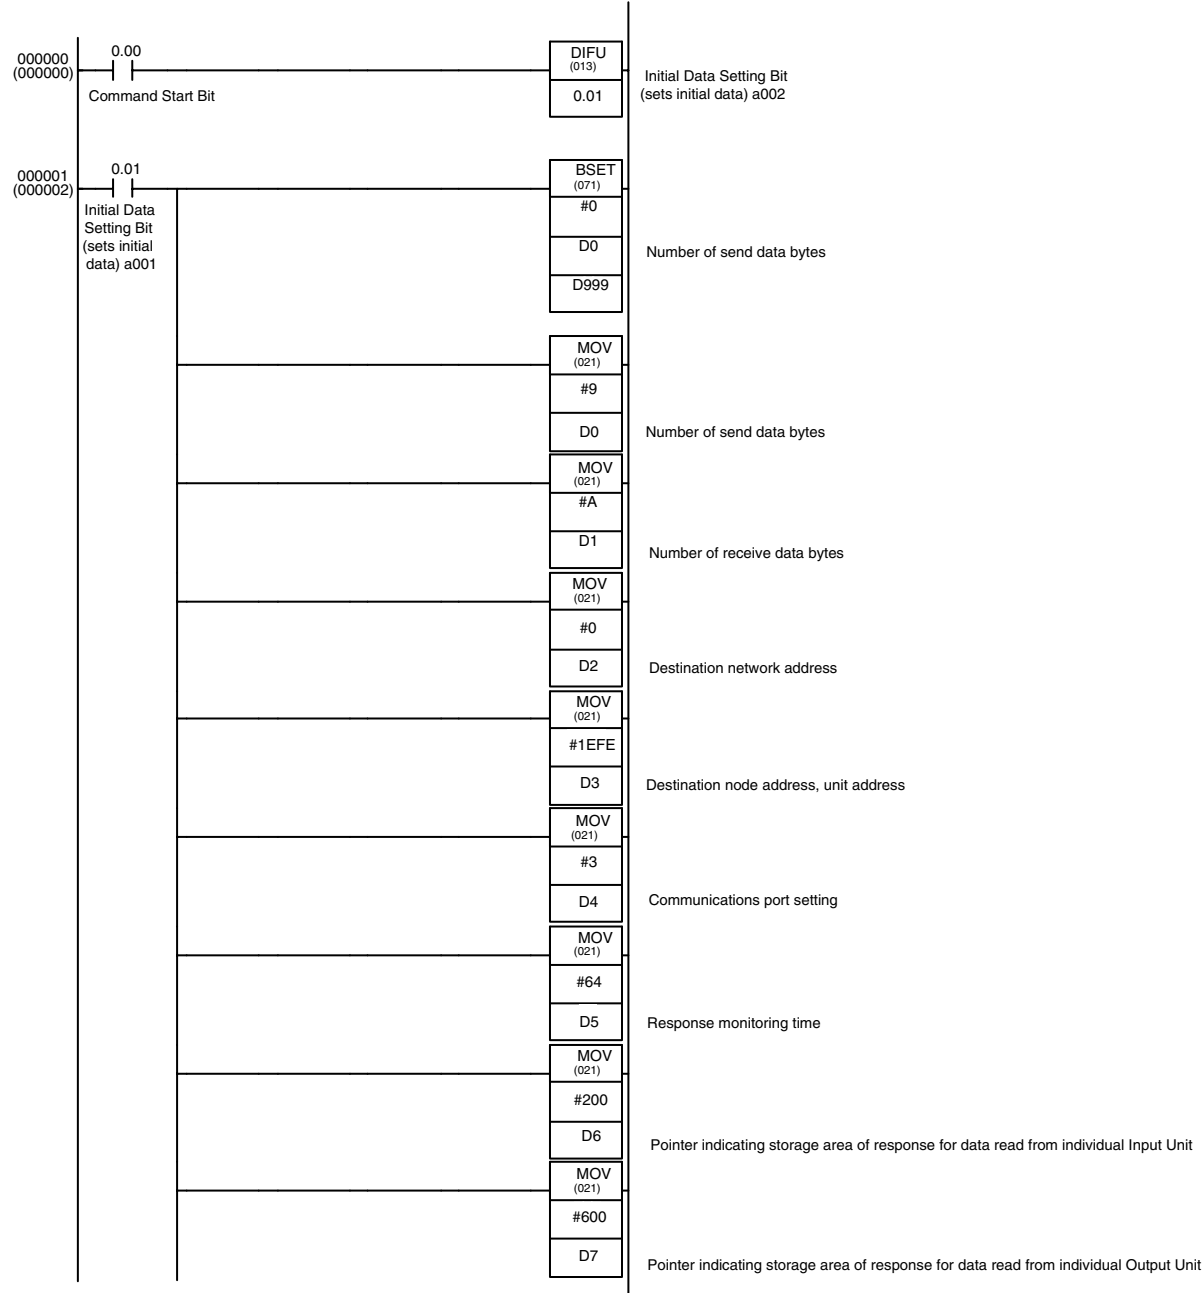 000000
(000000)
0.00
Command Start Bit
DIFU
(013)
0.01
Initial Data Setting Bit
(sets initial data) a002
000001
(000002)
0.01
Initial Data
Setting Bit
(sets initial
data) a001
BSET
(071)
#0
D0
Number of send data bytes
D999
MOV
(021)
#9
D0
Number of send data bytes
MOV
(021)
#A
D1
Number of receive data bytes
MOV
(021)
#0
D2
Destination network address
MOV
(021)
#1EFE
D3
Destination node address, unit address
MOV
(021)
#3
D4
Communications port setting
MOV
(021)
#64
D5
Response monitoring time
MOV
(021)
#200
D6
Pointer indicating storage area of response for data read from individual Input Unit
MOV
(021)
#600
D7
Pointer indicating storage area of response for data read from individual Output Unit